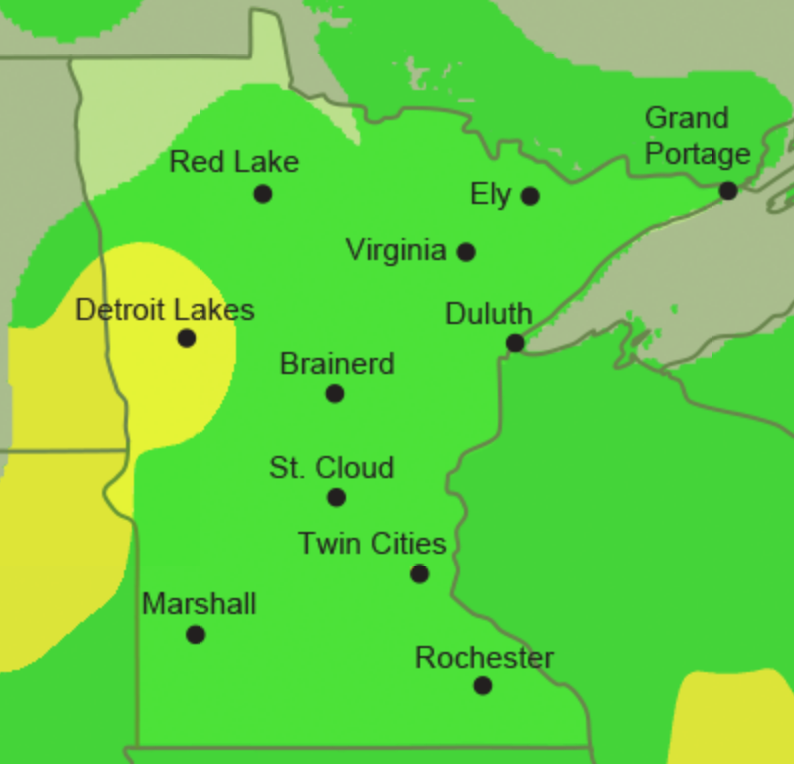 Grand
Portage
Red Lake
Ely
Virginia
Detroit Lakes
Duluth
Brainerd
St. Cloud
Twin Cities
Marshall
Rochester